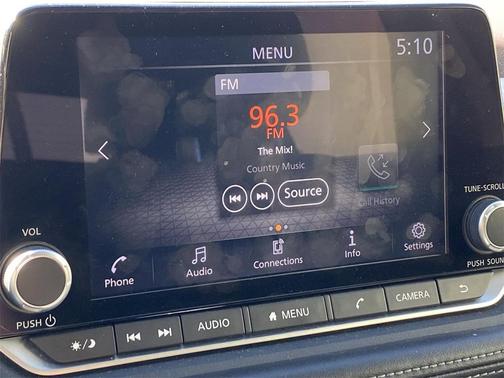 MENU
5:10
FM
96.3
FM
The Mix!
Country Music
Source
Call History
TUNE-SCROLL
VOL
Phone
Audio
Connections
Info
Settings
PUSH
PUSH SOUN
AUDIO
MENU
CAMERA